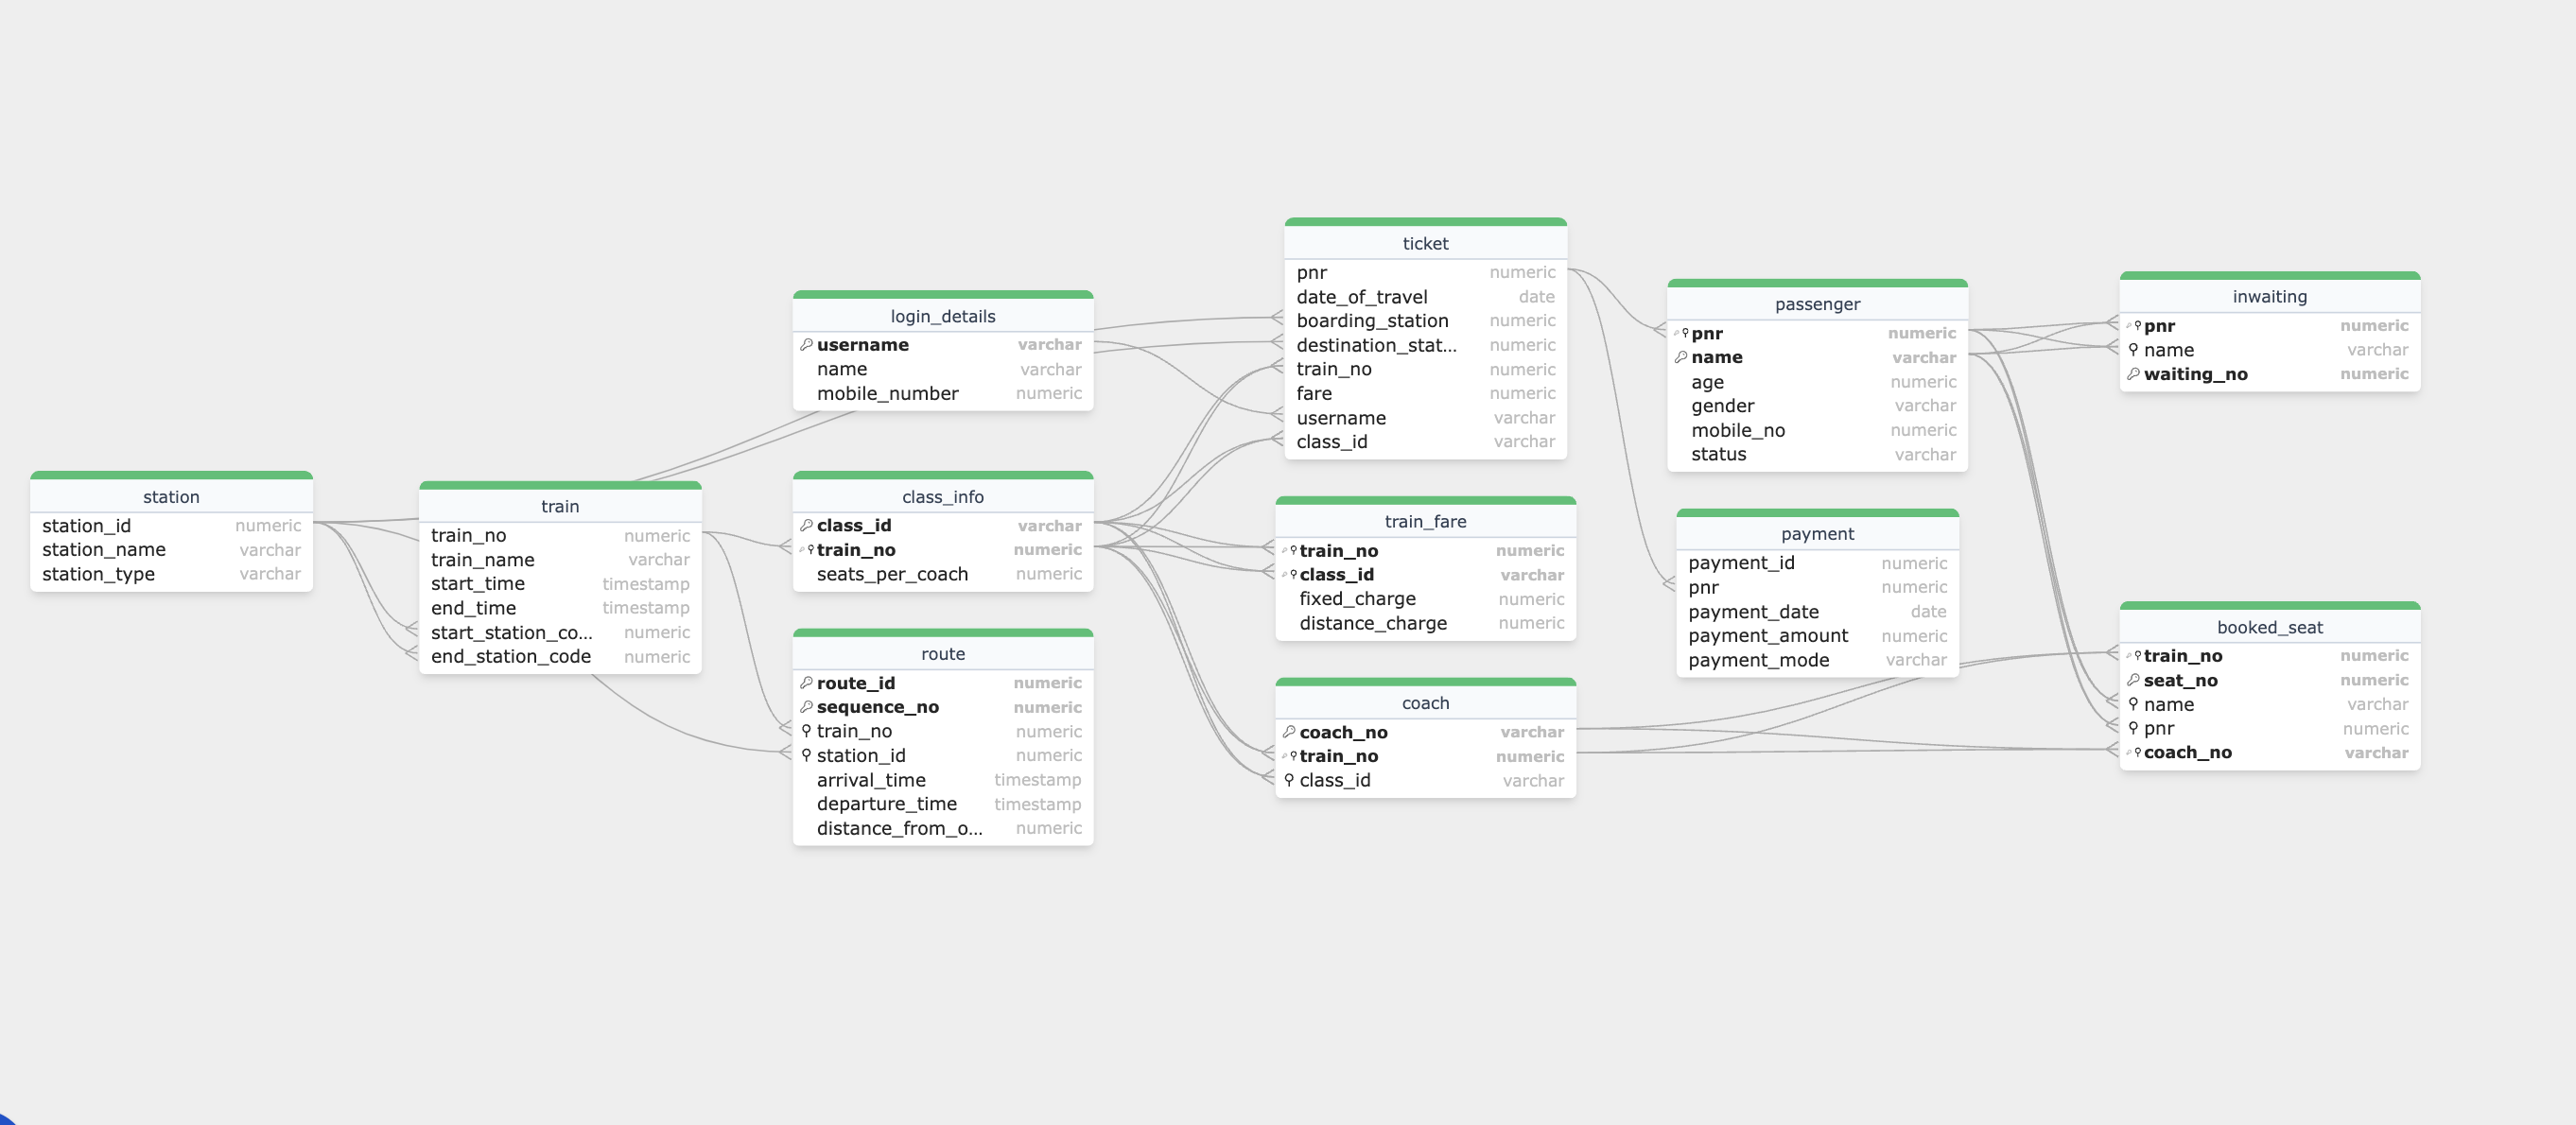 station
station_id numeric
station_name varchar
station_type varchar
train
train_no numeric
train_name varchar
start_time timestamp
end_time timestamp
start_station_co... numeric
end_station_code numeric
login_details
username varchar
name varchar
mobile_number numeric
class_info
class_id varchar
train_no numeric
seats_per_coach numeric
route
route_id numeric
sequence_no numeric
train_no numeric
station_id numeric
arrival_time timestamp
departure_time timestamp
distance_from_o... numeric
ticket
pnr numeric
date_of_travel date
boarding_station numeric
destination_stat... numeric
train_no numeric
fare numeric
username varchar
class_id varchar
train_fare
train_no numeric
class_id varchar
fixed_charge numeric
distance_charge numeric
coach
coach_no varchar
train_no numeric
class_id varchar
passenger
pnr numeric
name varchar
age numeric
gender varchar
mobile_no numeric
status varchar
payment
payment_id numeric
pnr numeric
payment_date date
payment_amount numeric
payment_mode varchar
inwaiting
pnr numeric
name varchar
waiting_no numeric
booked_seat
train_no numeric
seat_no numeric
name varchar
pnr numeric
coach_no varchar